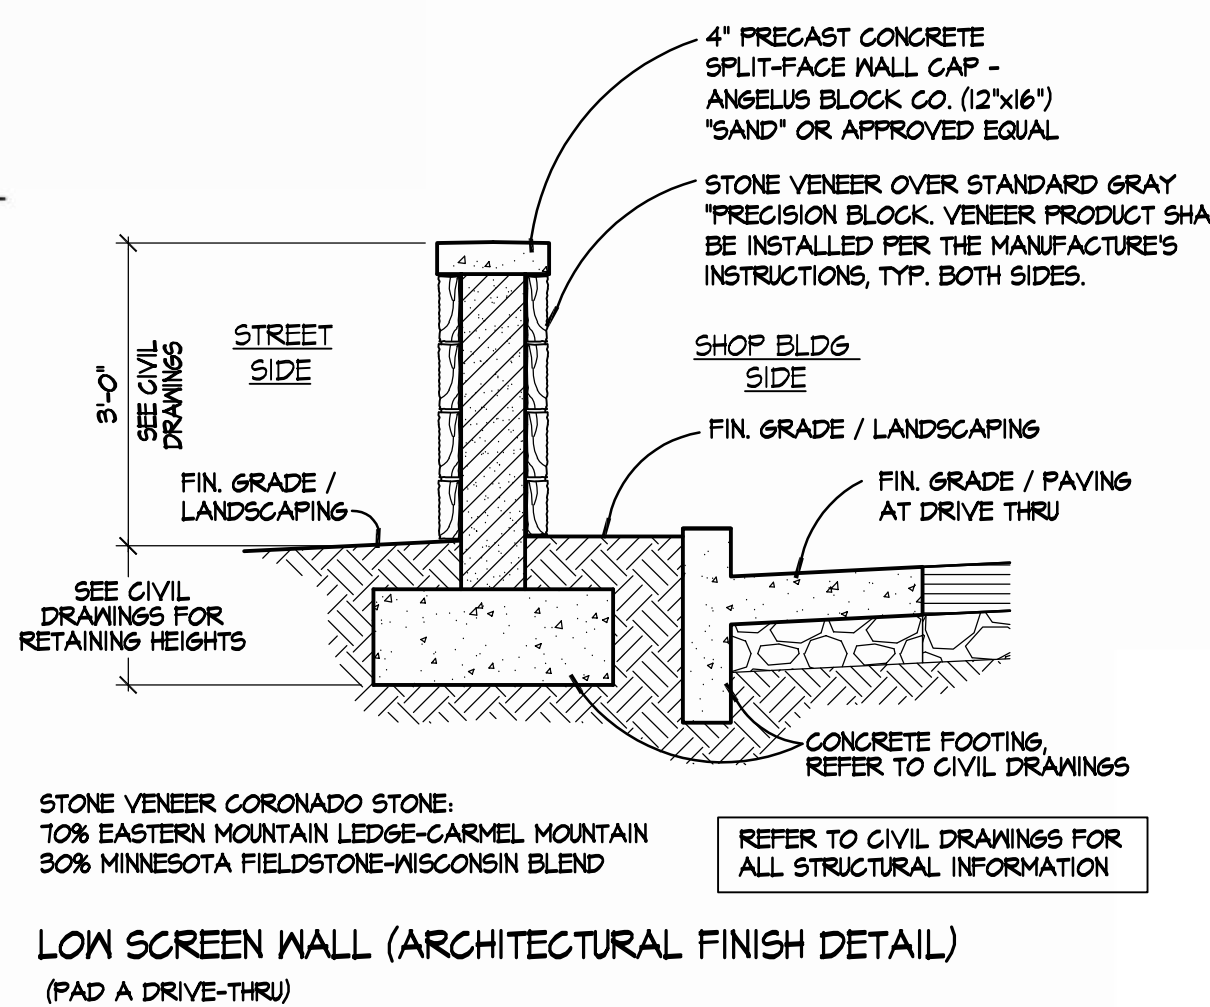 4" PRECAST CONCRETE
SPLIT-FACE WALL CAP -
ANGELUS BLOCK CO. (12"x16")
"SAND" OR APPROVED EQUAL
STONE VENEER OVER STANDARD GRAY
"PRECISION BLOCK. VENEER PRODUCT SHA
BE INSTALLED PER THE MANUFACTURE'S
INSTRUCTIONS, TYP. BOTH SIDES.
STREET
SIDE
SHOP BLDG
SIDE
3'-0"
SEE CIVIL
DRAWINGS
FIN. GRADE / LANDSCAPING
FIN. GRADE /
LANDSCAPING
FIN. GRADE / PAVING
AT DRIVE THRU
SEE CIVIL
DRAWINGS FOR
RETAINING HEIGHTS
CONCRETE FOOTING,
REFER TO CIVIL DRAWINGS
STONE VENEER CORONADO STONE:
70% EASTERN MOUNTAIN LEDGE-CARMEL MOUNTAIN
30% MINNESOTA FIELDSTONE-WISCONSIN BLEND
REFER TO CIVIL DRAWINGS FOR
ALL STRUCTURAL INFORMATION
LOW SCREEN WALL (ARCHITECTURAL FINISH DETAIL)
(PAD A DRIVE-THRU)